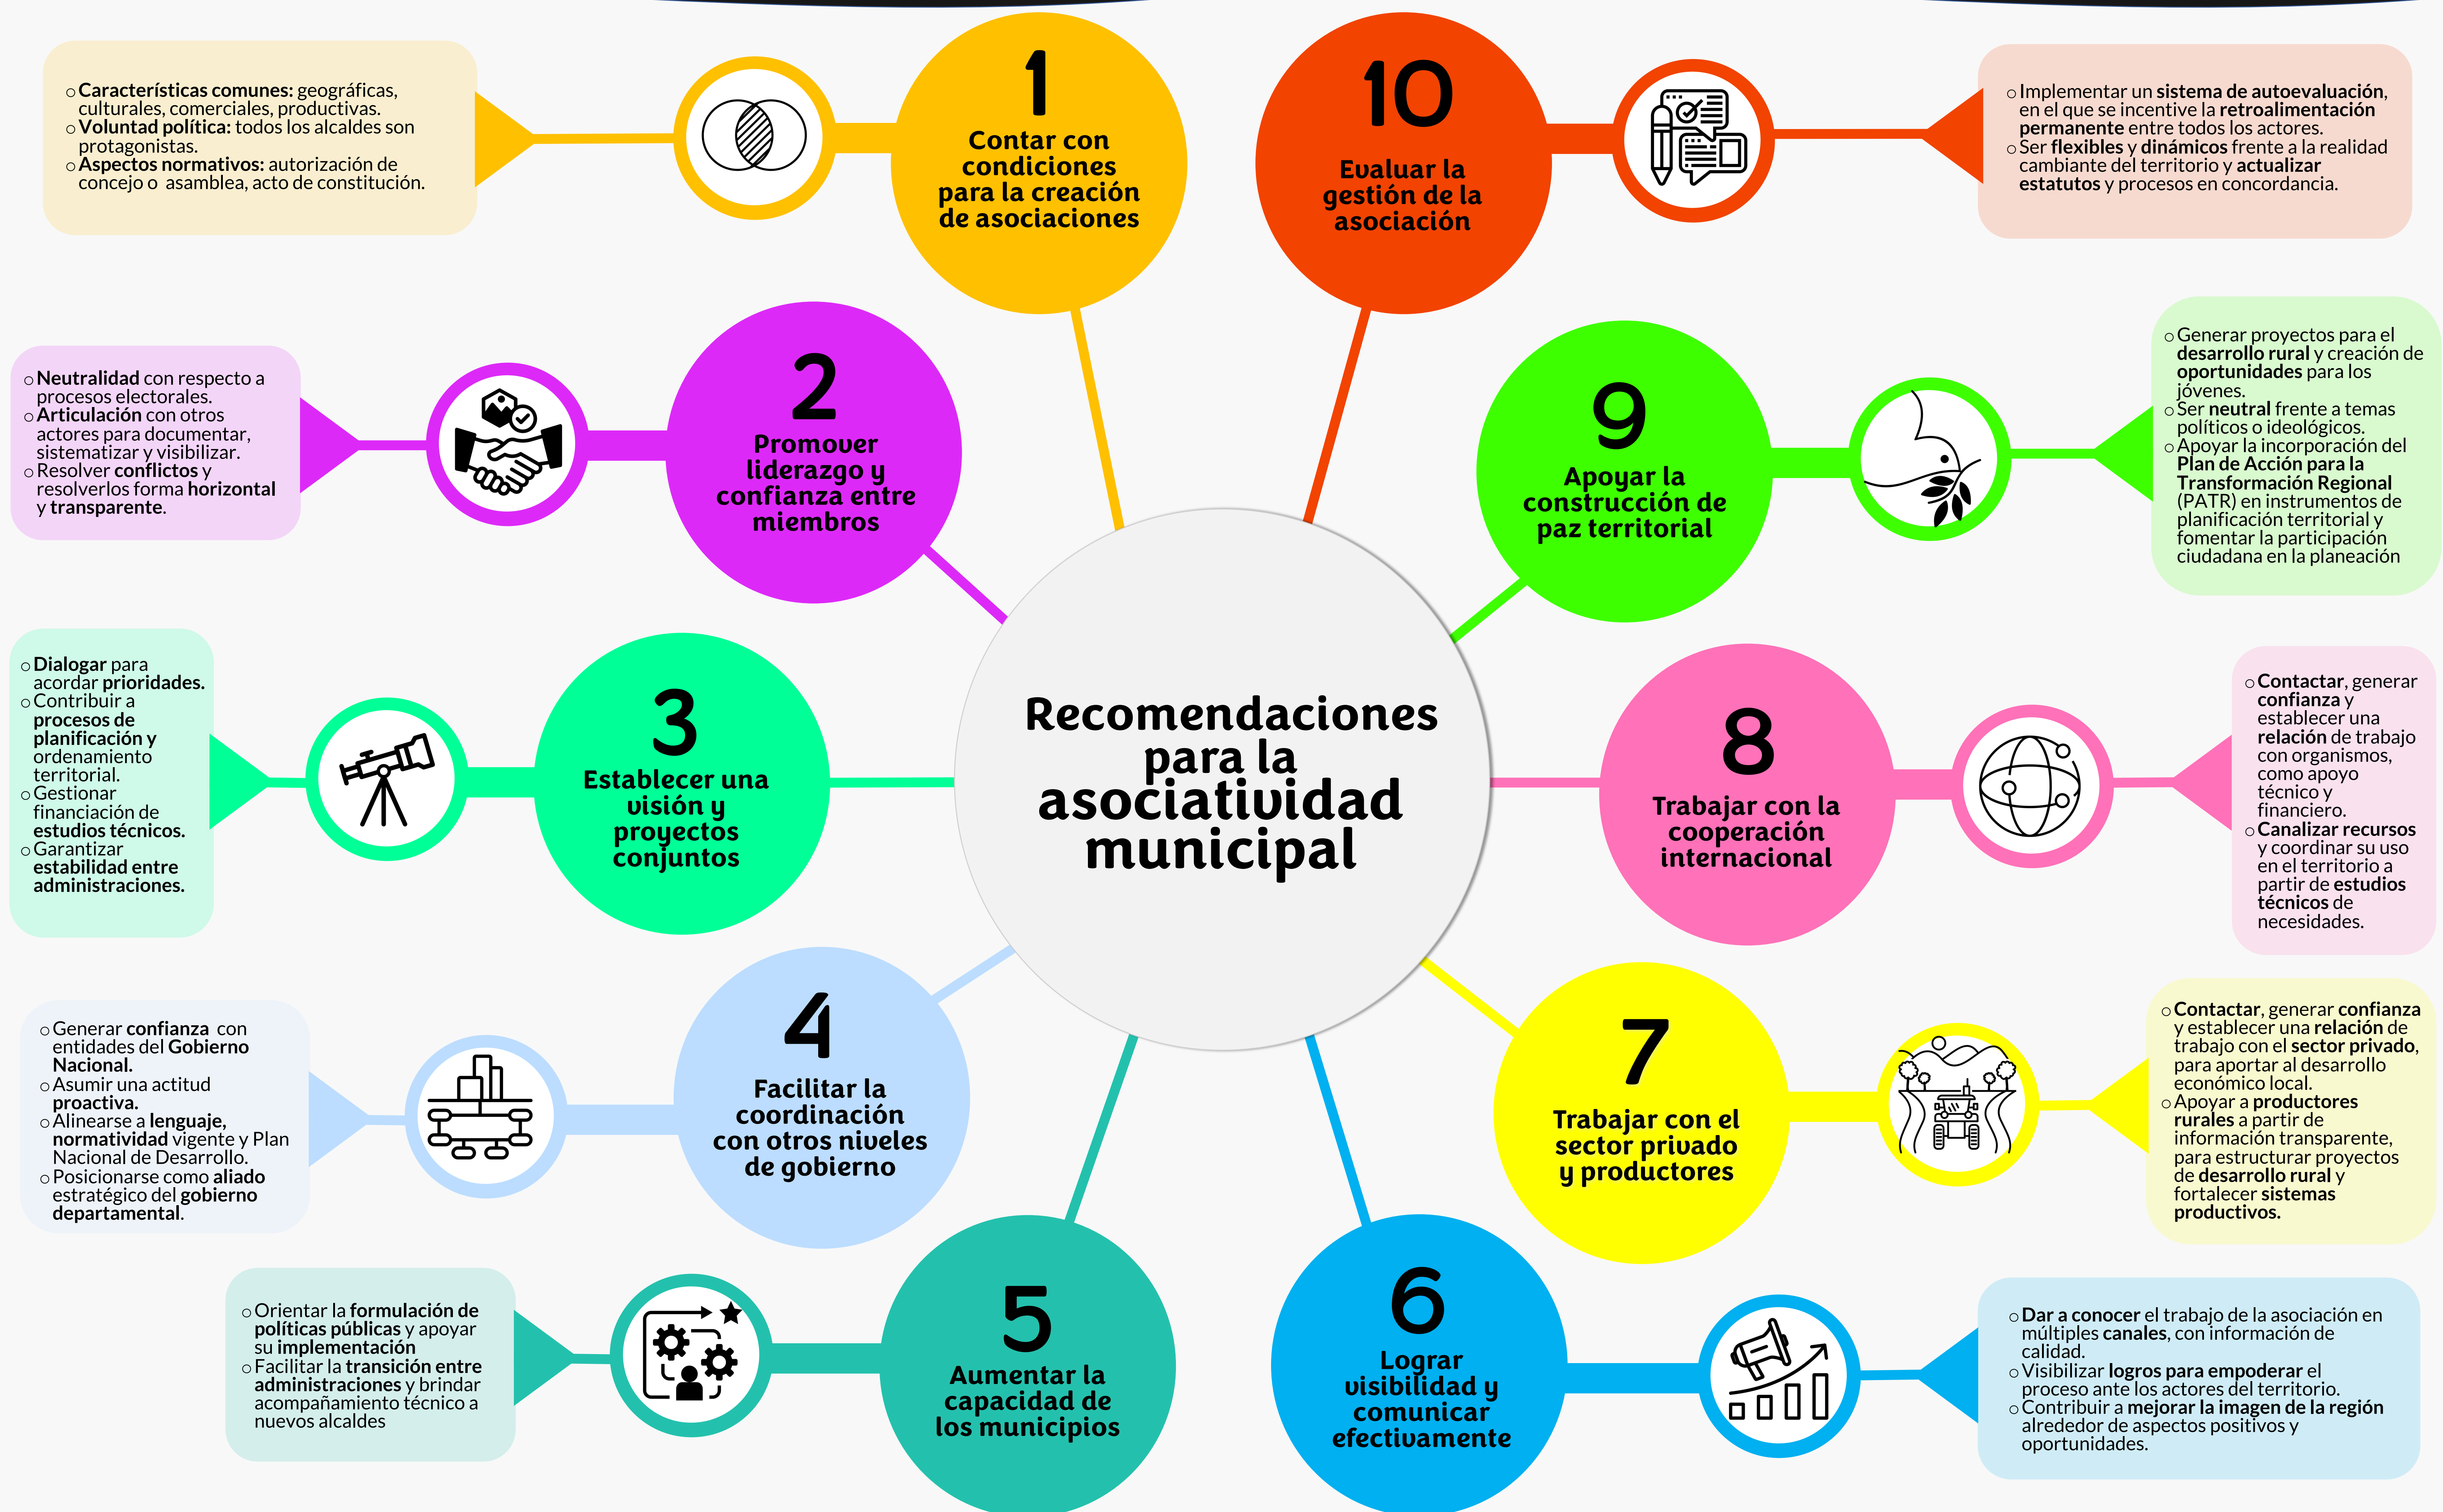 Recomendaciones
para la
asociatividad
municipal
1
Contar con
condiciones
para la creación
de asociaciones
○ Características comunes: geográficas,
culturales, comerciales, productivas.
○ Voluntad política: todos los alcaldes son
protagonistas.
○ Aspectos normativos: autorización de
concejo o asamblea, acto de constitución.
2
Promover
liderazgo y
confianza entre
miembros
○ Neutralidad con respecto a
procesos electorales.
○ Articulación con otros
actores para documentar,
sistematizar y visibilizar.
○ Resolver conflictos y
resolverlos forma horizontal
y transparente.
3
Establecer una
visión y
proyectos
conjuntos
○ Dialogar para
acordar prioridades.
○ Contribuir a
procesos de
planificación y
ordenamiento
territorial.
○ Gestionar
financiación de
estudios técnicos.
○ Garantizar
estabilidad entre
administraciones.
4
Facilitar la
coordinación
con otros niveles
de gobierno
○ Generar confianza con
entidades del Gobierno
Nacional.
○ Asumir una actitud
proactiva.
○ Alinearse a lenguaje,
normatividad vigente y Plan
Nacional de Desarrollo.
○ Posicionarse como aliado
estratégico del gobierno
departamental.
5
Aumentar la
capacidad de
los municipios
○ Orientar la formulación de
políticas públicas y apoyar
su implementación
○ Facilitar la transición entre
administraciones y brindar
acompañamiento técnico a
nuevos alcaldes
6
Lograr
visibilidad y
comunicar
efectivamente
○ Dar a conocer el trabajo de la asociación en
múltiples canales, con información de
calidad.
○ Visibilizar logros para empoderar el
proceso ante los actores del territorio.
○ Contribuir a mejorar la imagen de la región
alrededor de aspectos positivos y
oportunidades.
7
Trabajar con el
sector privado
y productores
○ Contactar, generar confianza
y establecer una relación de
trabajo con el sector privado,
para aportar al desarrollo
económico local.
○ Apoyar a productores
rurales a partir de
información transparente,
para estructurar proyectos
de desarrollo rural y
fortalecer sistemas
productivos.
8
Trabajar con la
cooperación
internacional
○ Contactar, generar
confianza y
establecer una
relación de trabajo
con organismos,
como apoyo
técnico y
financiero.
○ Canalizar recursos
y coordinar su uso
en el territorio a
partir de estudios
técnicos de
necesidades.
9
Apoyar la
construcción de
paz territorial
○ Generar proyectos para el
desarrollo rural y creación de
oportunidades para los
jóvenes.
○ Ser neutral frente a temas
políticos o ideológicos.
○ Apoyar la incorporación del
Plan de Acción para la
Transformación Regional
(PATR) en instrumentos de
planificación territorial y
fomentar la participación
ciudadana en la planeación
10
Evaluar la
gestión de la
asociación
○ Implementar un sistema de autoevaluación,
en el que se incentive la retroalimentación
permanente entre todos los actores.
○ Ser flexibles y dinámicos frente a la realidad
cambiante del territorio y actualizar
estatutos y procesos en concordancia.